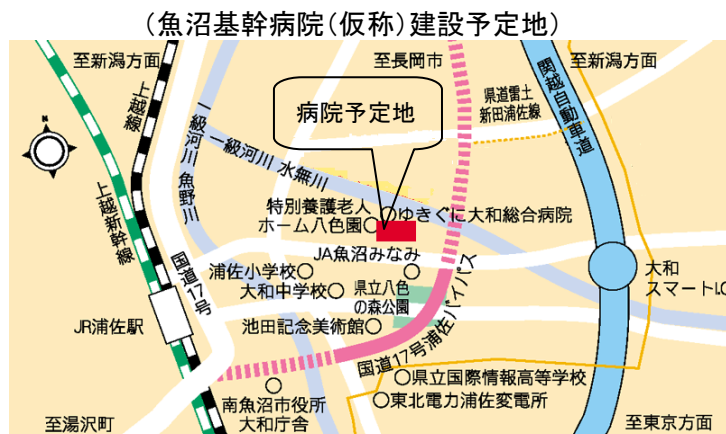 (魚沼基幹病院(仮称)建設予定地)
至新潟方面
至長岡市
至新潟方面
上越線
関越自動車道
県道雷土
新田浦佐線
病院予定地
N
一級河川 魚野川
一級河川 水無川
上越新幹線
特別養護老人
ホーム八色園
ゆきぐに大和総合病院
JA魚沼みなみ
国道17号
浦佐小学校
大和中学校
県立八色
の森公園
大和
スマートIC
JR浦佐駅
池田記念美術館
国道17号浦佐バイパス
県立国際情報高等学校
南魚沼市役所
大和庁舎
東北電力浦佐変電所
至湯沢町
至東京方面